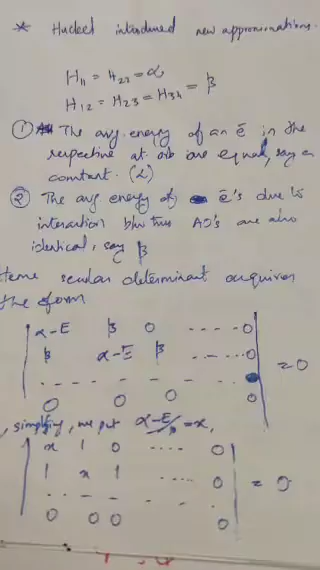 * Huckel introduced new approximations.
H₁₁ = H₂₂ = α
H₁₂ = H₂₃ = H₃₄ = β
① The avg. energy of an ē in the
respective at. orb are equal, say a
constant. (α)
② The avg energy of ē's due to
interaction b/w two AO's are also
identical, say β
Hence secular determinant acquires
the form
| α-E β 0 ----- 0 |
| β α-E β ----- 0 | = 0
| - - - - - - - - - |
| 0 0 0 0 |
, simplifying, we put α-E/β = x,
| x 1 0 ---- 0 |
| 1 x 1 ---- 0 | = 0
| - - - - - - - |
| 0 0 0 0 |